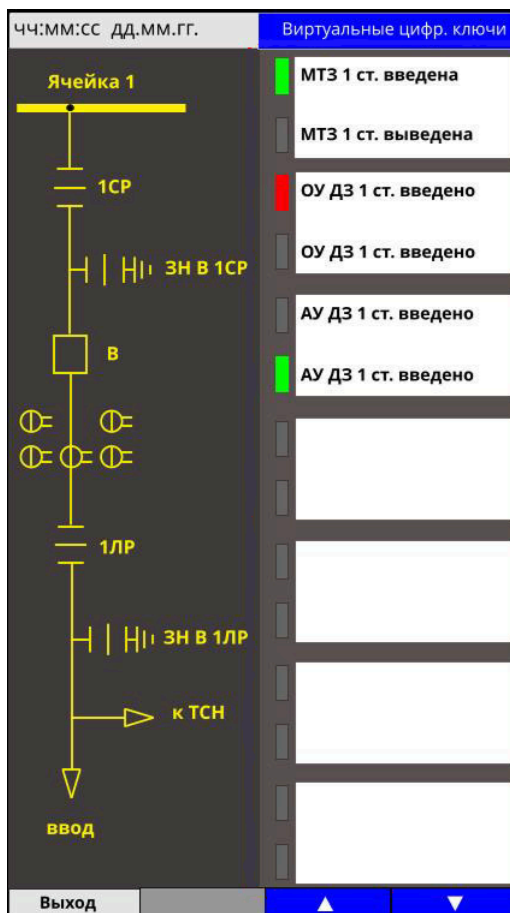 чч:мм:сс дд.мм.гг.
Виртуальные цифр. ключи
Ячейка 1
1СР
ЗН В 1СР
В
1ЛР
ЗН В 1ЛР
к ТСН
ввод
МТЗ 1 ст. введена
МТЗ 1 ст. выведена
ОУ ДЗ 1 ст. введено
ОУ ДЗ 1 ст. введено
АУ ДЗ 1 ст. введено
АУ ДЗ 1 ст. введено
Выход